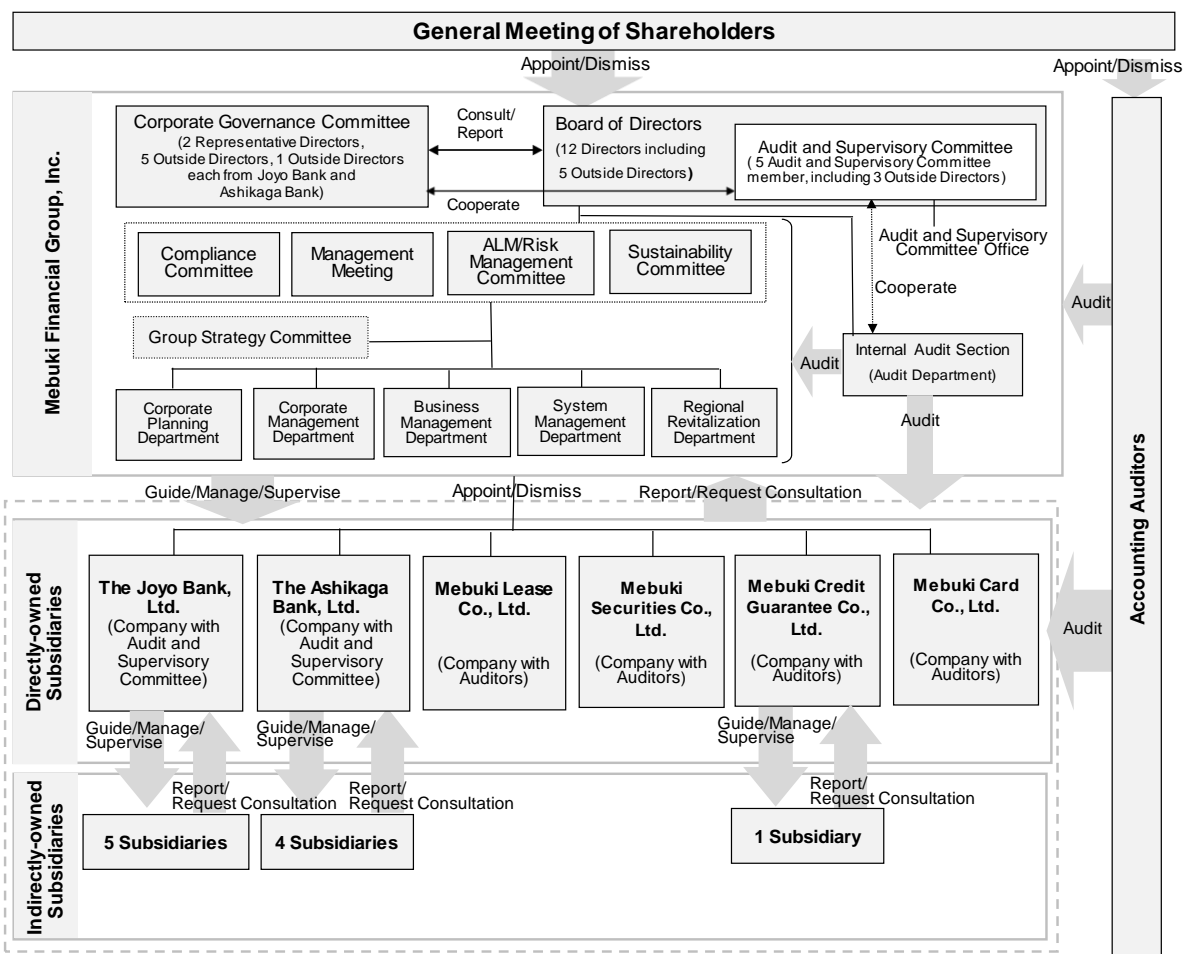 General Meeting of Shareholders
Appoint/Dismiss
Appoint/Dismiss
Mebuki Financial Group, Inc.
Corporate Governance Committee
(2 Representative Directors,
5 Outside Directors, 1 Outside Directors
each from Joyo Bank and
Ashikaga Bank)
Consult/
Report
Cooperate
Board of Directors
(12 Directors including
5 Outside Directors)
Audit and Supervisory Committee
( 5 Audit and Supervisory Committee
member, including 3 Outside Directors)
Audit and Supervisory
Committee Office
Cooperate
Compliance
Committee
Management
Meeting
ALM/Risk
Management
Committee
Sustainability
Committee
Group Strategy Committee
Audit
Internal Audit Section
(Audit Department)
Audit
Audit
Corporate
Planning
Department
Corporate
Management
Department
Business
Management
Department
System
Management
Department
Regional
Revitalization
Department
Accounting Auditors
Guide/Manage/Supervise
Appoint/Dismiss
Report/Request Consultation
Directly-owned
Subsidiaries
The Joyo Bank,
Ltd.
(Company with
Audit and
Supervisory
Committee)
The Ashikaga
Bank, Ltd.
(Company with
Audit and
Supervisory
Committee)
Mebuki Lease
Co., Ltd.
(Company with
Auditors)
Mebuki
Securities Co.,
Ltd.
(Company with
Auditors)
Mebuki Credit
Guarantee Co.,
Ltd.
(Company with
Auditors)
Mebuki Card
Co., Ltd.
(Company with
Auditors)
Audit
Guide/Manage/
Supervise
Guide/Manage/
Supervise
Guide/Manage/
Supervise
Report/
Request Consultation
Report/
Request Consultation
Report/
Request Consultation
Indirectly-owned
Subsidiaries
5 Subsidiaries
4 Subsidiaries
1 Subsidiary